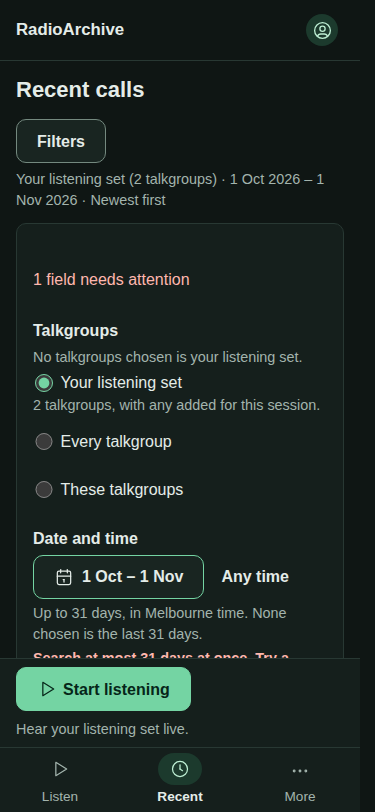 RadioArchive
Recent calls
Filters
Your listening set (2 talkgroups) · 1 Oct 2026 – 1
Nov 2026 · Newest first
1 field needs attention
Talkgroups
No talkgroups chosen is your listening set.
Your listening set
2 talkgroups, with any added for this session.
Every talkgroup
These talkgroups
Date and time
1 Oct – 1 Nov
Any time
Up to 31 days, in Melbourne time. None
chosen is the last 31 days.
Search at most 31 days at once. Try a
Start listening
Hear your listening set live.
Listen
Recent
More